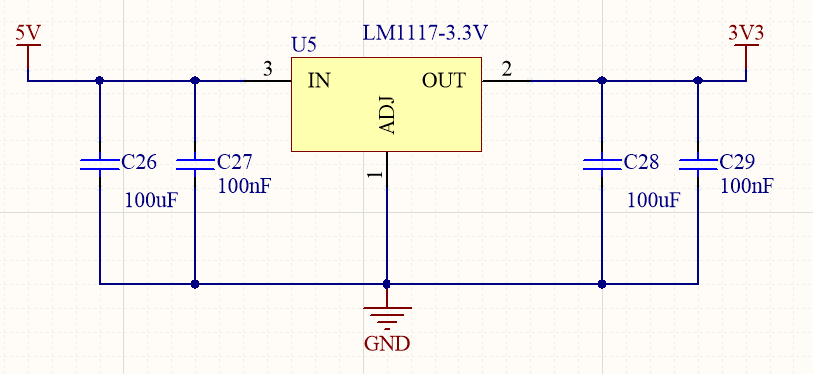 5V
LM1117-3.3V
3V3
U5
3
IN
OUT
2
ADJ
1
C26
100uF
C27
100nF
C28
100uF
C29
100nF
GND